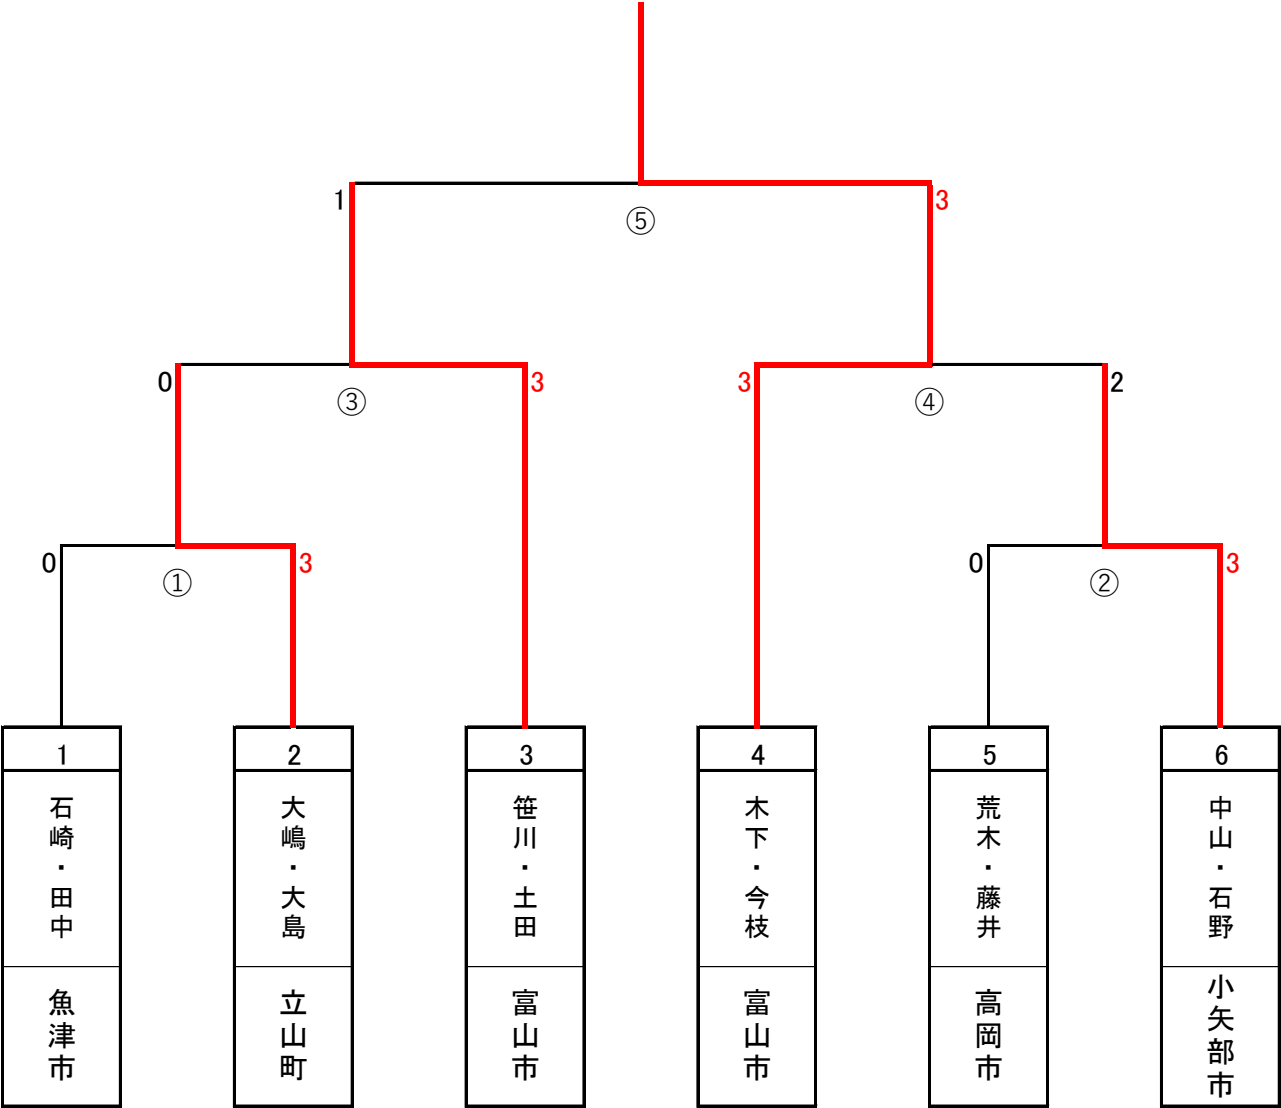 1
3
⑤
0
3
3
2
③
④
0
3
0
3
①
②
1
2
3
4
5
6
石崎・田中
大嶋・大島
笹川・土田
木下・今枝
荒木・藤井
中山・石野
魚津市
立山町
富山市
富山市
高岡市
小矢部市